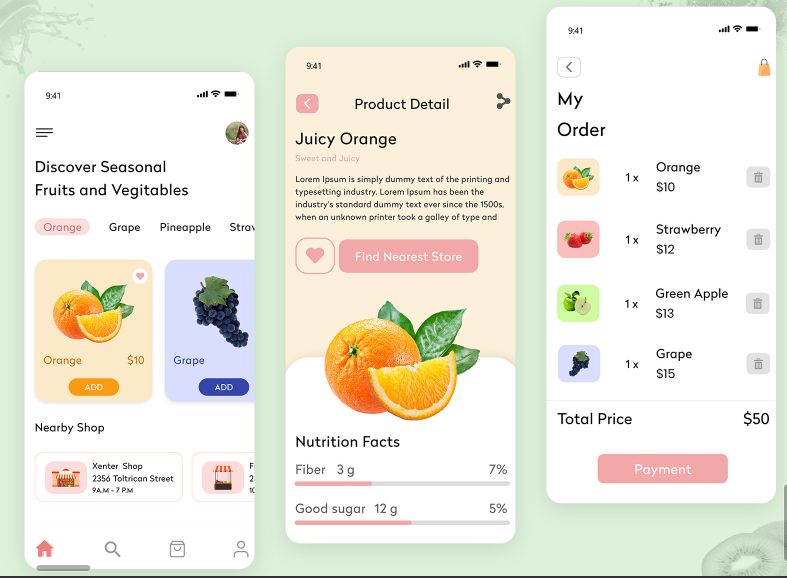 9:41
Discover Seasonal
Fruits and Vegitables
Orange Grape Pineapple Straw
Orange $10
ADD
Grape
ADD
Nearby Shop
Xenter Shop
2356 Toltrican Street
9A.M - 7 P.M
9:41
Product Detail
Juicy Orange
Sweet and Juicy
Lorem Ipsum is simply dummy text of the printing and
typesetting industry. Lorem Ipsum has been the
industry's standard dummy text ever since the 1500s,
when an unknown printer took a galley of type and
Find Nearest Store
Nutrition Facts
Fiber 3 g 7%
Good sugar 12 g 5%
9:41
My
Order
1 x Orange
$10
1 x Strawberry
$12
1 x Green Apple
$13
1 x Grape
$15
Total Price $50
Payment